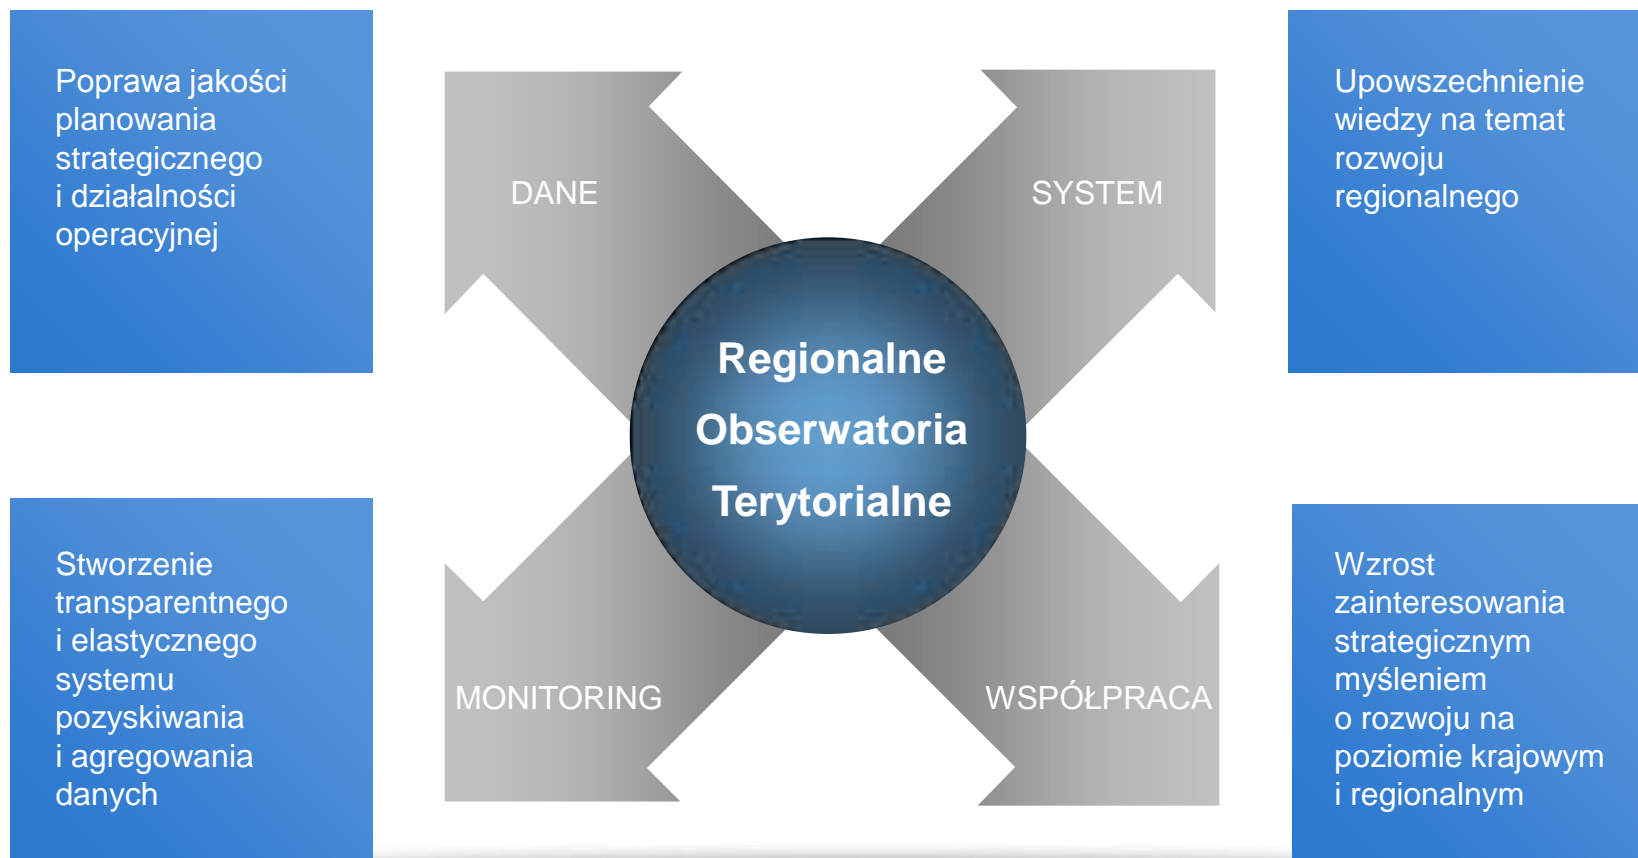 Poprawa jakości
planowania
strategicznego
i działalności
operacyjnej
DANE
SYSTEM
Upowszechnienie
wiedzy na temat
rozwoju
regionalnego
Regionalne
Obserwatoria
Terytorialne
Stworzenie
transparentnego
i elastycznego
systemu
pozyskiwania
i agregowania
danych
MONITORING
WSPÓŁPRACA
Wzrost
zainteresowania
strategicznym
myśleniem
o rozwoju na
poziomie krajowym
i regionalnym